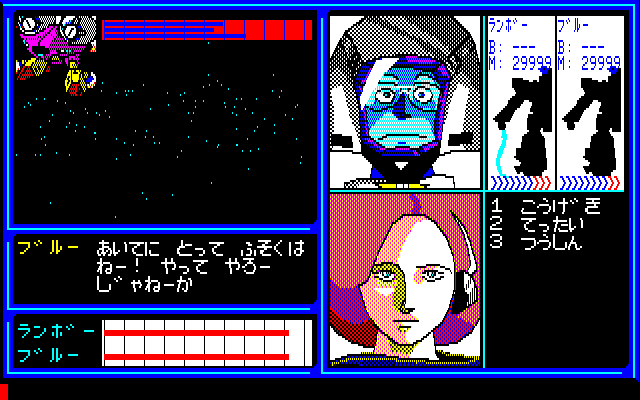 ランボー
ブルー
B: ---
B: ---
M: 29999
M: 29999
1 こうげき
2 てったい
3 つうしん
ブルー あいてに とって ふそくは
ねー! やって やろー
じゃねーか
ランボー
ブルー